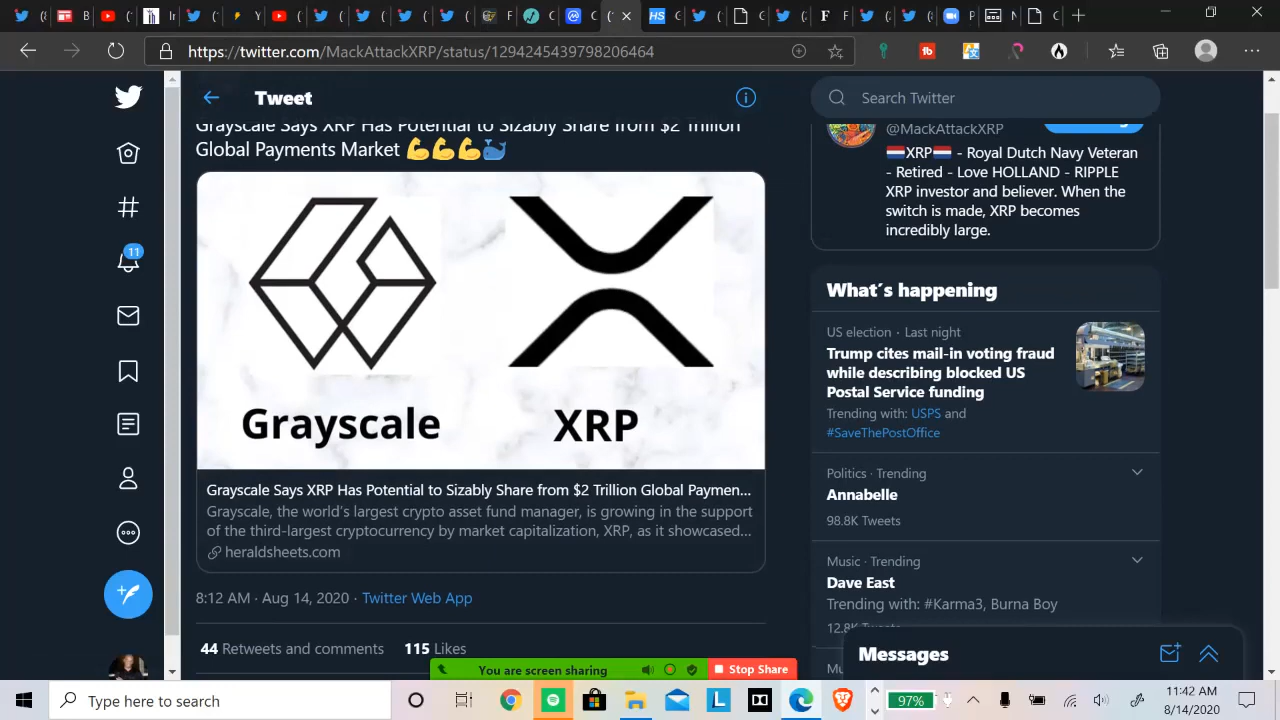 https://twitter.com/MackAttackXRP/status/1294245439798206464
Tweet
Search Twitter
Grayscale Says XRP Has Potential to Sizably Share from $2 Trillion
Global Payments Market 💪💪💪🐳
Grayscale
XRP
Grayscale Says XRP Has Potential to Sizably Share from $2 Trillion Global Paymen...
Grayscale, the world's largest crypto asset fund manager, is growing in the support
of the third-largest cryptocurrency by market capitalization, XRP, as it showcased...
heraldsheets.com
8:12 AM · Aug 14, 2020 · Twitter Web App
44 Retweets and comments 115 Likes
@MackAttackXRP
🇳🇱XRP🇳🇱 - Royal Dutch Navy Veteran
- Retired - Love HOLLAND - RIPPLE
XRP investor and believer. When the
switch is made, XRP becomes
incredibly large.
What´s happening
US election · Last night
Trump cites mail-in voting fraud
while describing blocked US
Postal Service funding
Trending with: USPS and
#SaveThePostOffice
Politics · Trending
Annabelle
98.8K Tweets
Music · Trending
Dave East
Trending with: #Karma3, Burna Boy
12.8K Tweets
Messages
11
You are screen sharing
Stop Share
Type here to search
97%
11:42 AM
8/14/2020